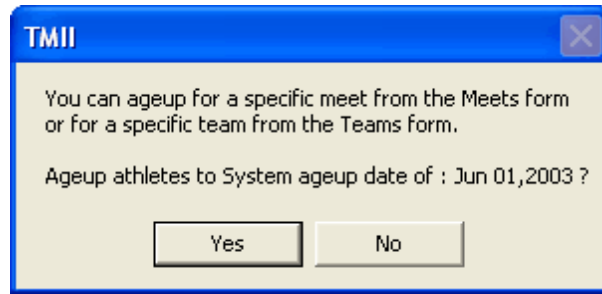 TMII
You can ageup for a specific meet from the Meets form
or for a specific team from the Teams form.
Ageup athletes to System ageup date of : Jun 01,2003 ?
Yes
No